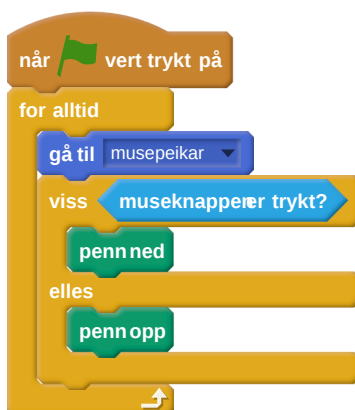 når vert trykt på
for alltid
gå til musepeikar
viss museknappen er trykt?
penn ned
elles
penn opp